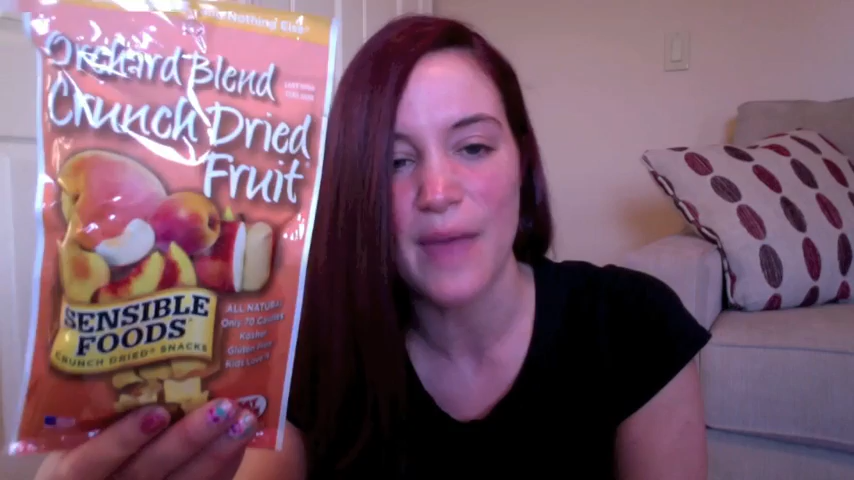 Nothing Else
Orchard Blend
Crunch Dried
Fruit
SENSIBLE
FOODS
CRUNCH DRIED® SNACKS
ALL NATURAL
Only 70 Calories
Kosher
Gluten Free
Kids Love It